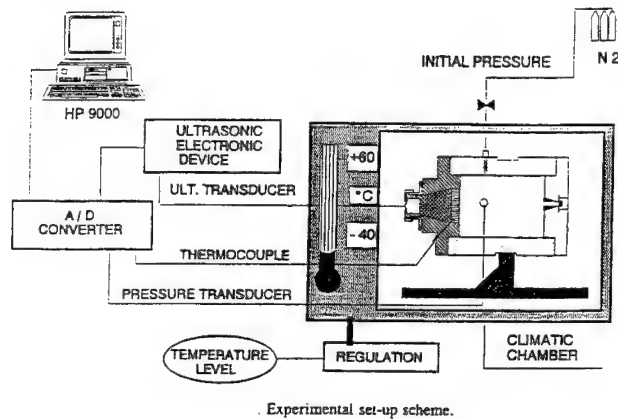 HP 9000
INITIAL PRESSURE
N 2
ULTRASONIC
ELECTRONIC
DEVICE
ULT. TRANSDUCER
+60
°C
- 40
A / D
CONVERTER
THERMOCOUPLE
PRESSURE TRANSDUCER
TEMPERATURE
LEVEL
REGULATION
CLIMATIC
CHAMBER
. Experimental set-up scheme.